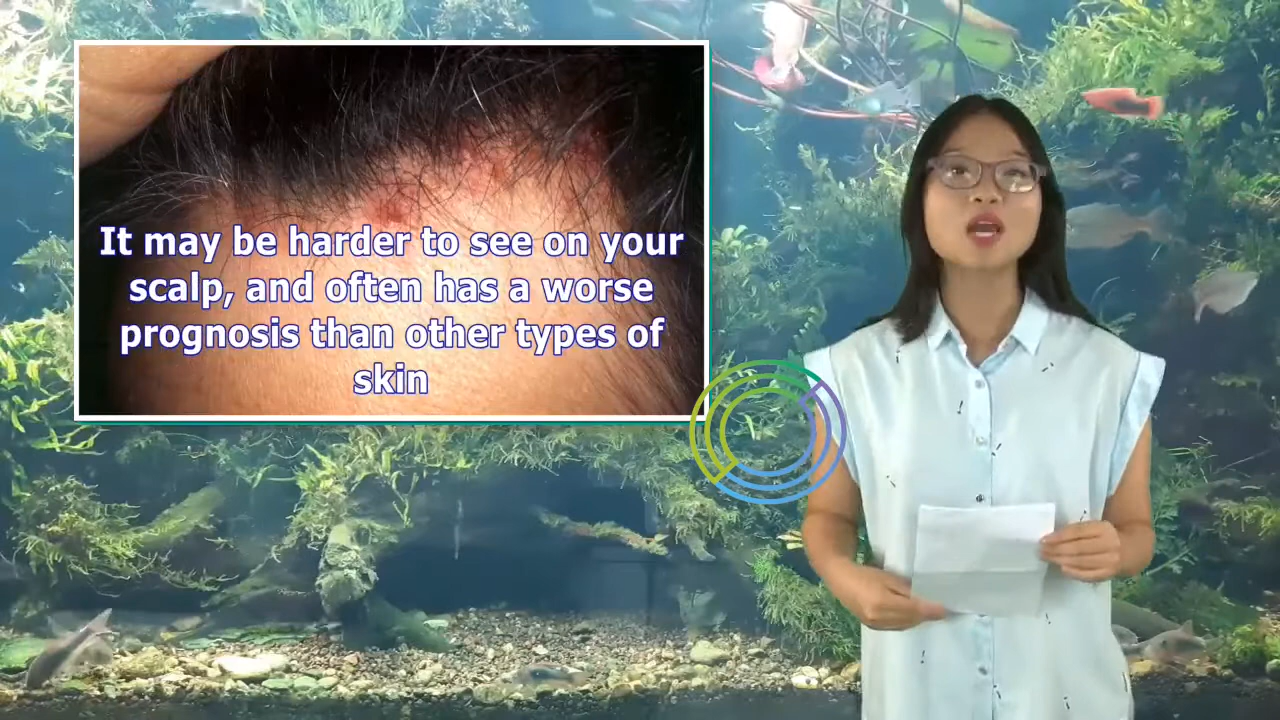 It may be harder to see on your
scalp, and often has a worse
prognosis than other types of
skin